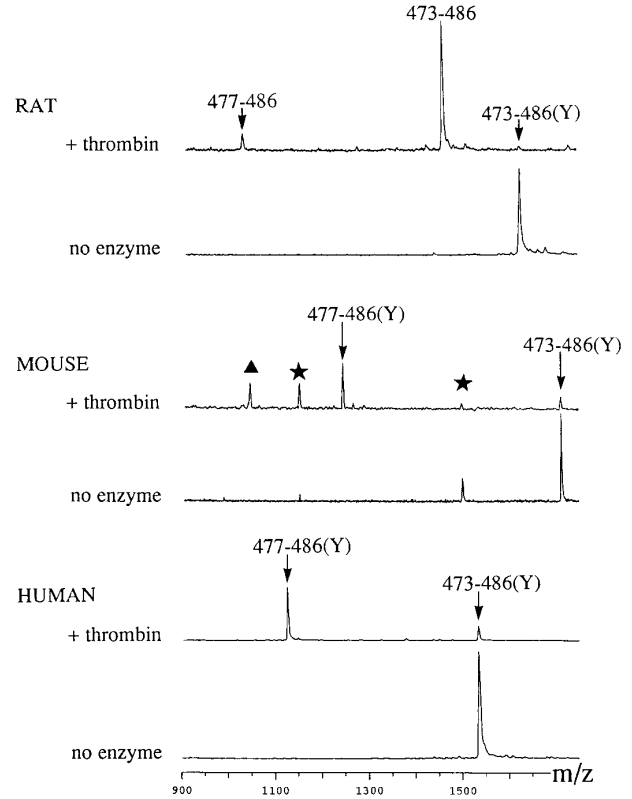 473-486
477-486
473-486(Y)
RAT
+ thrombin
no enzyme
477-486(Y)
473-486(Y)
MOUSE
+ thrombin
no enzyme
477-486(Y)
473-486(Y)
HUMAN
+ thrombin
no enzyme
900 1100 1300 1500 m/z